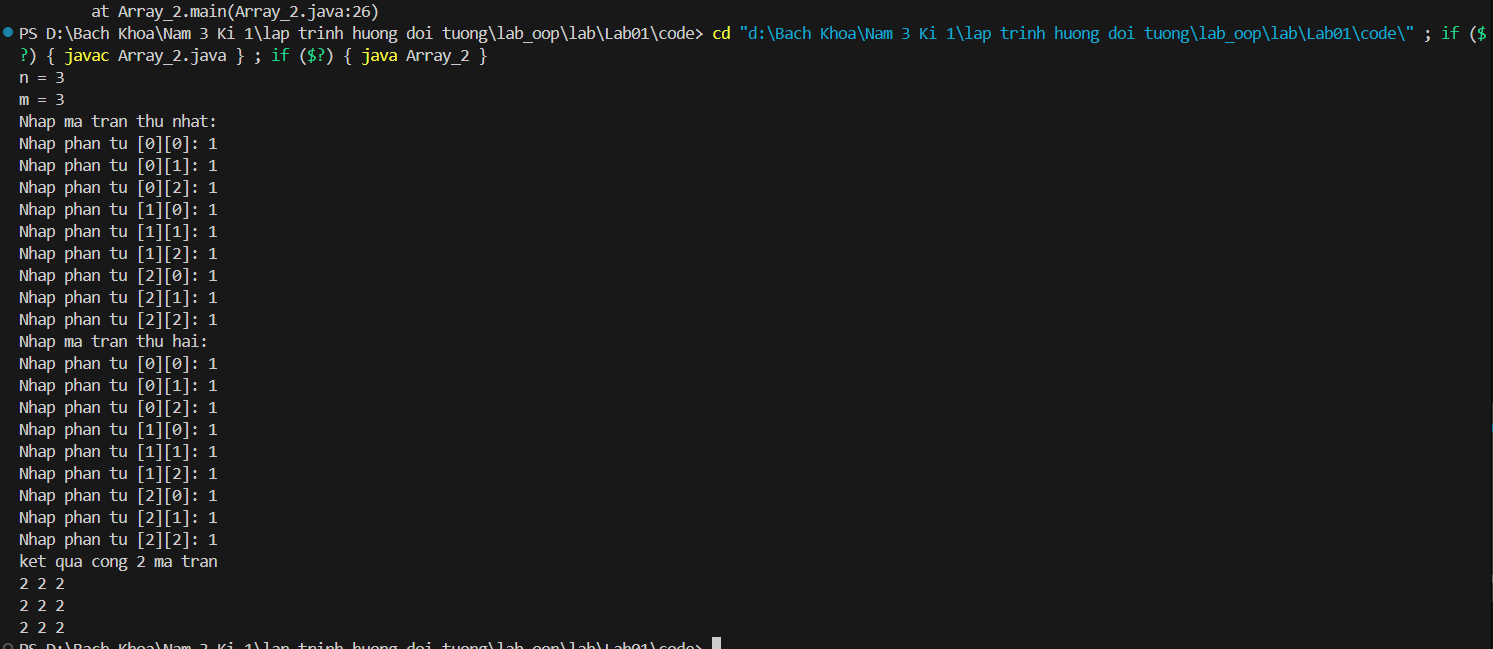 at Array_2.main(Array_2.java:26)
PS D:\Bach Khoa\Nam 3 Ki 1\lap trinh huong doi tuong\lab_oop\lab\Lab01\code> cd "d:\Bach Khoa\Nam 3 Ki 1\lap trinh huong doi tuong\lab_oop\lab\Lab01\code\" ; if ($
?) { javac Array_2.java } ; if ($?) { java Array_2 }
n = 3
m = 3
Nhap ma tran thu nhat:
Nhap phan tu [0][0]: 1
Nhap phan tu [0][1]: 1
Nhap phan tu [0][2]: 1
Nhap phan tu [1][0]: 1
Nhap phan tu [1][1]: 1
Nhap phan tu [1][2]: 1
Nhap phan tu [2][0]: 1
Nhap phan tu [2][1]: 1
Nhap phan tu [2][2]: 1
Nhap ma tran thu hai:
Nhap phan tu [0][0]: 1
Nhap phan tu [0][1]: 1
Nhap phan tu [0][2]: 1
Nhap phan tu [1][0]: 1
Nhap phan tu [1][1]: 1
Nhap phan tu [1][2]: 1
Nhap phan tu [2][0]: 1
Nhap phan tu [2][1]: 1
Nhap phan tu [2][2]: 1
ket qua cong 2 ma tran
2 2 2
2 2 2
2 2 2
PS D:\Bach Khoa\Nam 3 Ki 1\lap trinh huong doi tuong\lab_oop\lab\Lab01\code>